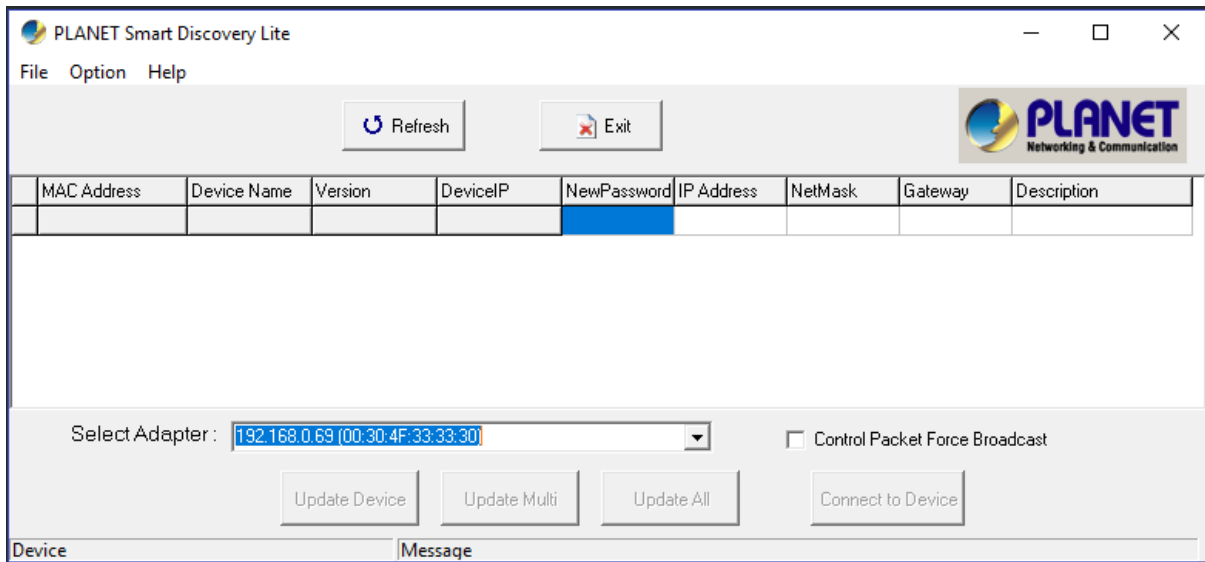 PLANET Smart Discovery Lite
File Option Help
Refresh Exit
PLANET
Networking & Communication
MAC Address Device Name Version DeviceIP NewPassword IP Address NetMask Gateway Description
Select Adapter : 192.168.0.69 (00:30:4F:33:33:30) Control Packet Force Broadcast
Update Device Update Multi Update All Connect to Device
Device Message